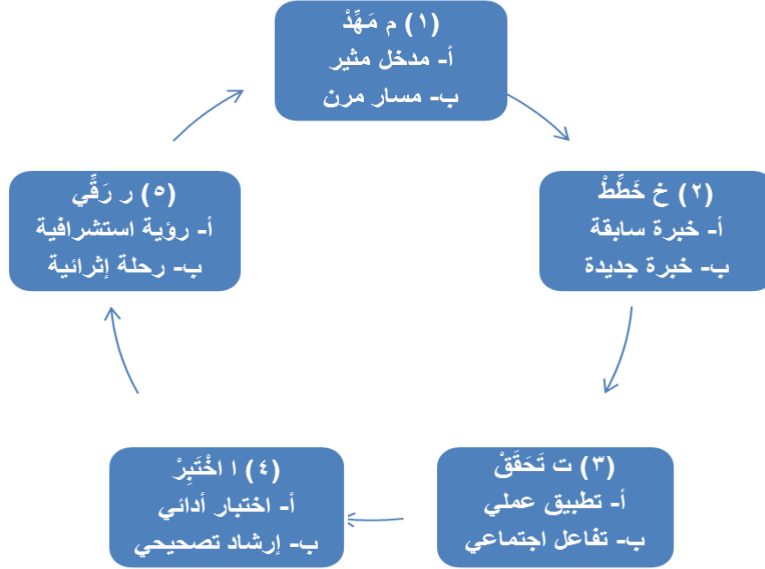 (١) م مَهِّدْ
أ- مدخل مثير
ب- مسار مرن
(٢) خ خَطِّطْ
أ- خبرة سابقة
ب- خبرة جديدة
(٣) ت تَحَقَقْ
أ- تطبيق عملي
ب- تفاعل اجتماعي
(٤) ا اخْتَبِرْ
أ- اختبار أدائي
ب- إرشاد تصحيحي
(٥) ر رَقِّي
أ- رؤية استشرافية
ب- رحلة إثرائية